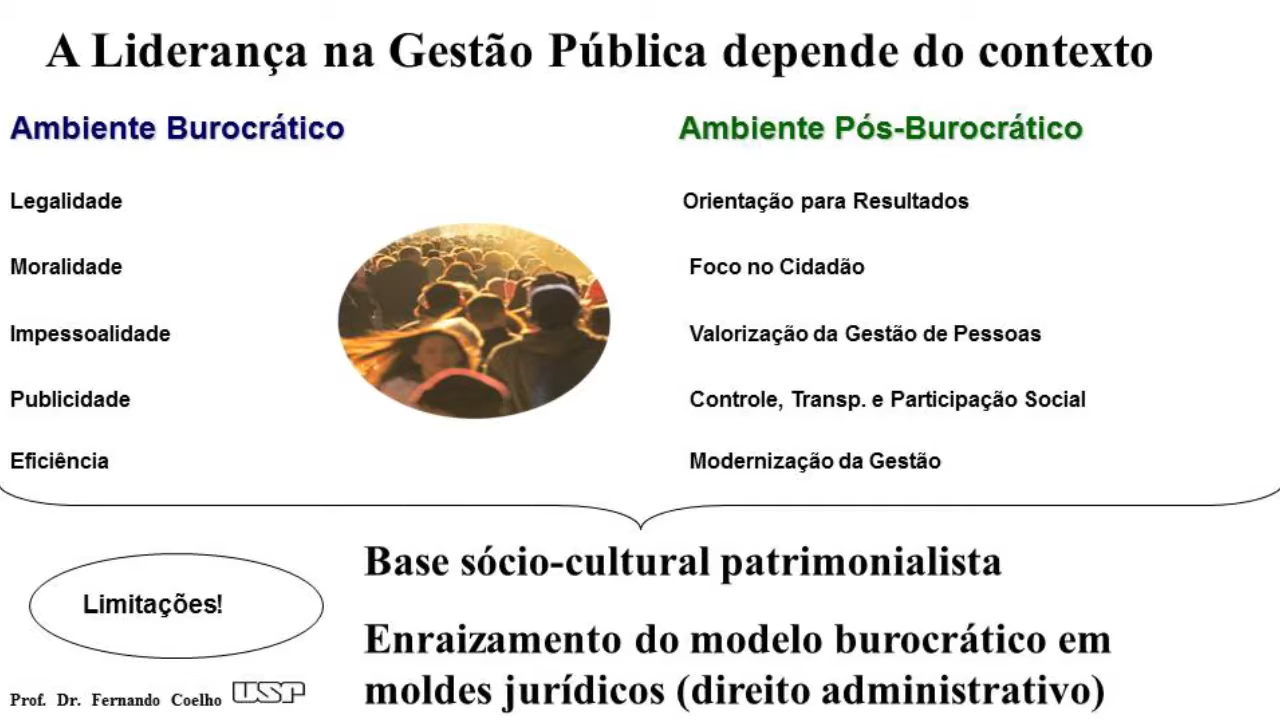 A Liderança na Gestão Pública depende do contexto
Ambiente Burocrático
Legalidade
Moralidade
Impessoalidade
Publicidade
Eficiência
Ambiente Pós-Burocrático
Orientação para Resultados
Foco no Cidadão
Valorização da Gestão de Pessoas
Controle, Transp. e Participação Social
Modernização da Gestão
Limitações!
Base sócio-cultural patrimonialista
Enraizamento do modelo burocrático em
moldes jurídicos (direito administrativo)
Prof. Dr. Fernando Coelho USP